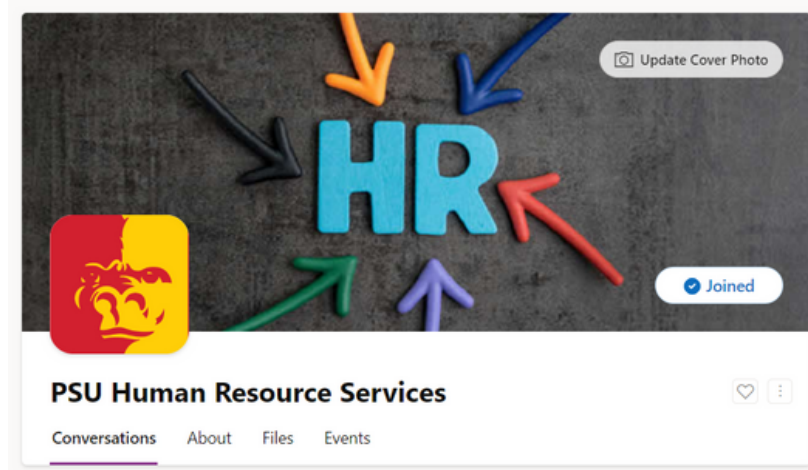 Update Cover Photo
HR
Joined
PSU Human Resource Services
Conversations About Files Events